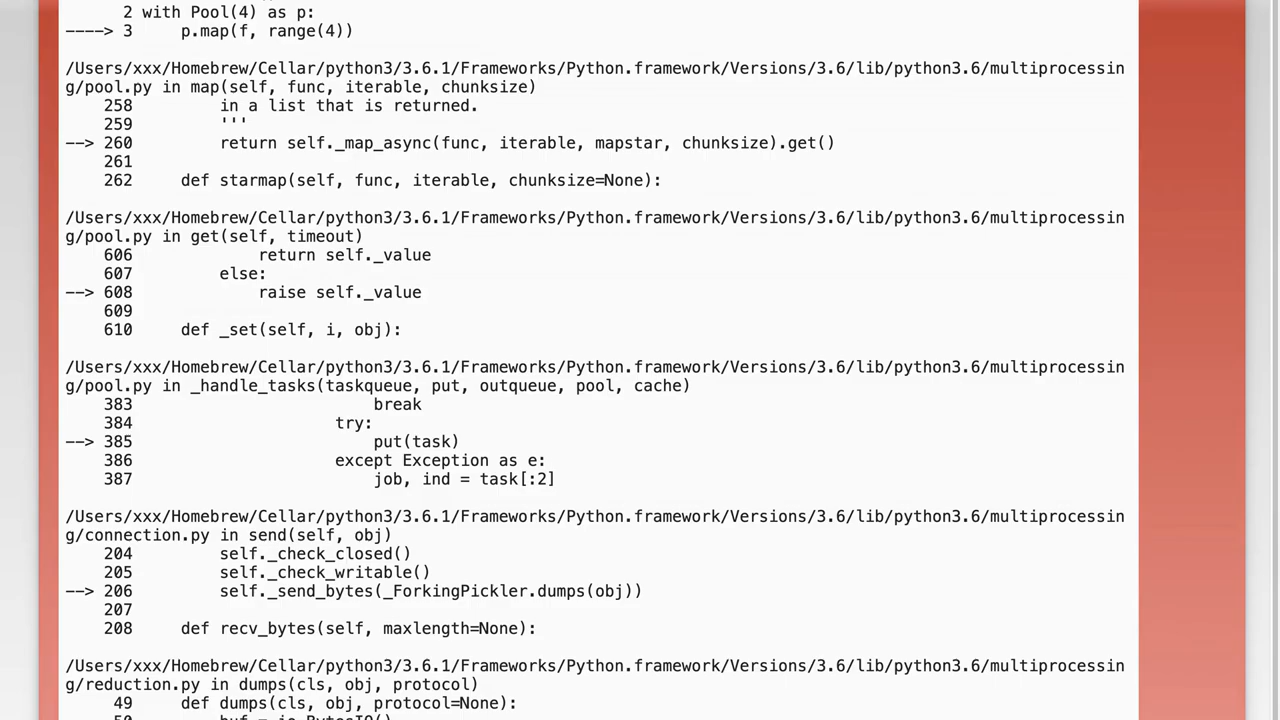 2 with Pool(4) as p:
----> 3     p.map(f, range(4))
/Users/xxx/Homebrew/Cellar/python3/3.6.1/Frameworks/Python.framework/Versions/3.6/lib/python3.6/multiprocessin
g/pool.py in map(self, func, iterable, chunksize)
    258         in a list that is returned.
    259         '''
--> 260         return self._map_async(func, iterable, mapstar, chunksize).get()
    261
    262     def starmap(self, func, iterable, chunksize=None):
/Users/xxx/Homebrew/Cellar/python3/3.6.1/Frameworks/Python.framework/Versions/3.6/lib/python3.6/multiprocessin
g/pool.py in get(self, timeout)
    606             return self._value
    607         else:
--> 608             raise self._value
    609
    610     def _set(self, i, obj):
/Users/xxx/Homebrew/Cellar/python3/3.6.1/Frameworks/Python.framework/Versions/3.6/lib/python3.6/multiprocessin
g/pool.py in _handle_tasks(taskqueue, put, outqueue, pool, cache)
    383                         break
    384                     try:
--> 385                         put(task)
    386                     except Exception as e:
    387                         job, ind = task[:2]
/Users/xxx/Homebrew/Cellar/python3/3.6.1/Frameworks/Python.framework/Versions/3.6/lib/python3.6/multiprocessin
g/connection.py in send(self, obj)
    204         self._check_closed()
    205         self._check_writable()
--> 206         self._send_bytes(_ForkingPickler.dumps(obj))
    207
    208     def recv_bytes(self, maxlength=None):
/Users/xxx/Homebrew/Cellar/python3/3.6.1/Frameworks/Python.framework/Versions/3.6/lib/python3.6/multiprocessin
g/reduction.py in dumps(cls, obj, protocol)
     49     def dumps(cls, obj, protocol=None):
     50         buf = io.BytesIO()